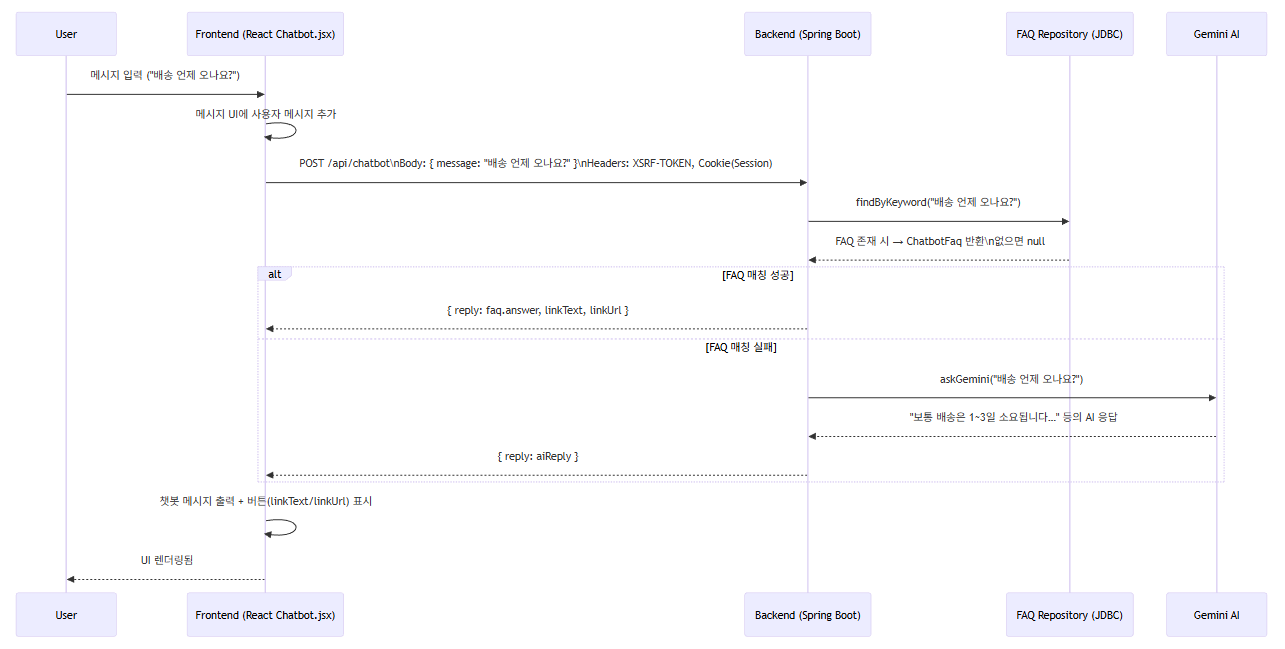 User
Frontend (React Chatbot.jsx)
Backend (Spring Boot)
FAQ Repository (JDBC)
Gemini AI
메시지 입력 ("배송 언제 오나요?")
메시지 UI에 사용자 메시지 추가
POST /api/chatbot\nBody: { message: "배송 언제 오나요?" }\nHeaders: XSRF-TOKEN, Cookie(Session)
findByKeyword("배송 언제 오나요?")
FAQ 존재 시 → ChatbotFaq 반환\n없으면 null
alt
[FAQ 매칭 성공]
{ reply: faq.answer, linkText, linkUrl }
[FAQ 매칭 실패]
askGemini("배송 언제 오나요?")
"보통 배송은 1~3일 소요됩니다..." 등의 AI 응답
{ reply: aiReply }
챗봇 메시지 출력 + 버튼(linkText/linkUrl) 표시
UI 렌더링됨
User
Frontend (React Chatbot.jsx)
Backend (Spring Boot)
FAQ Repository (JDBC)
Gemini AI